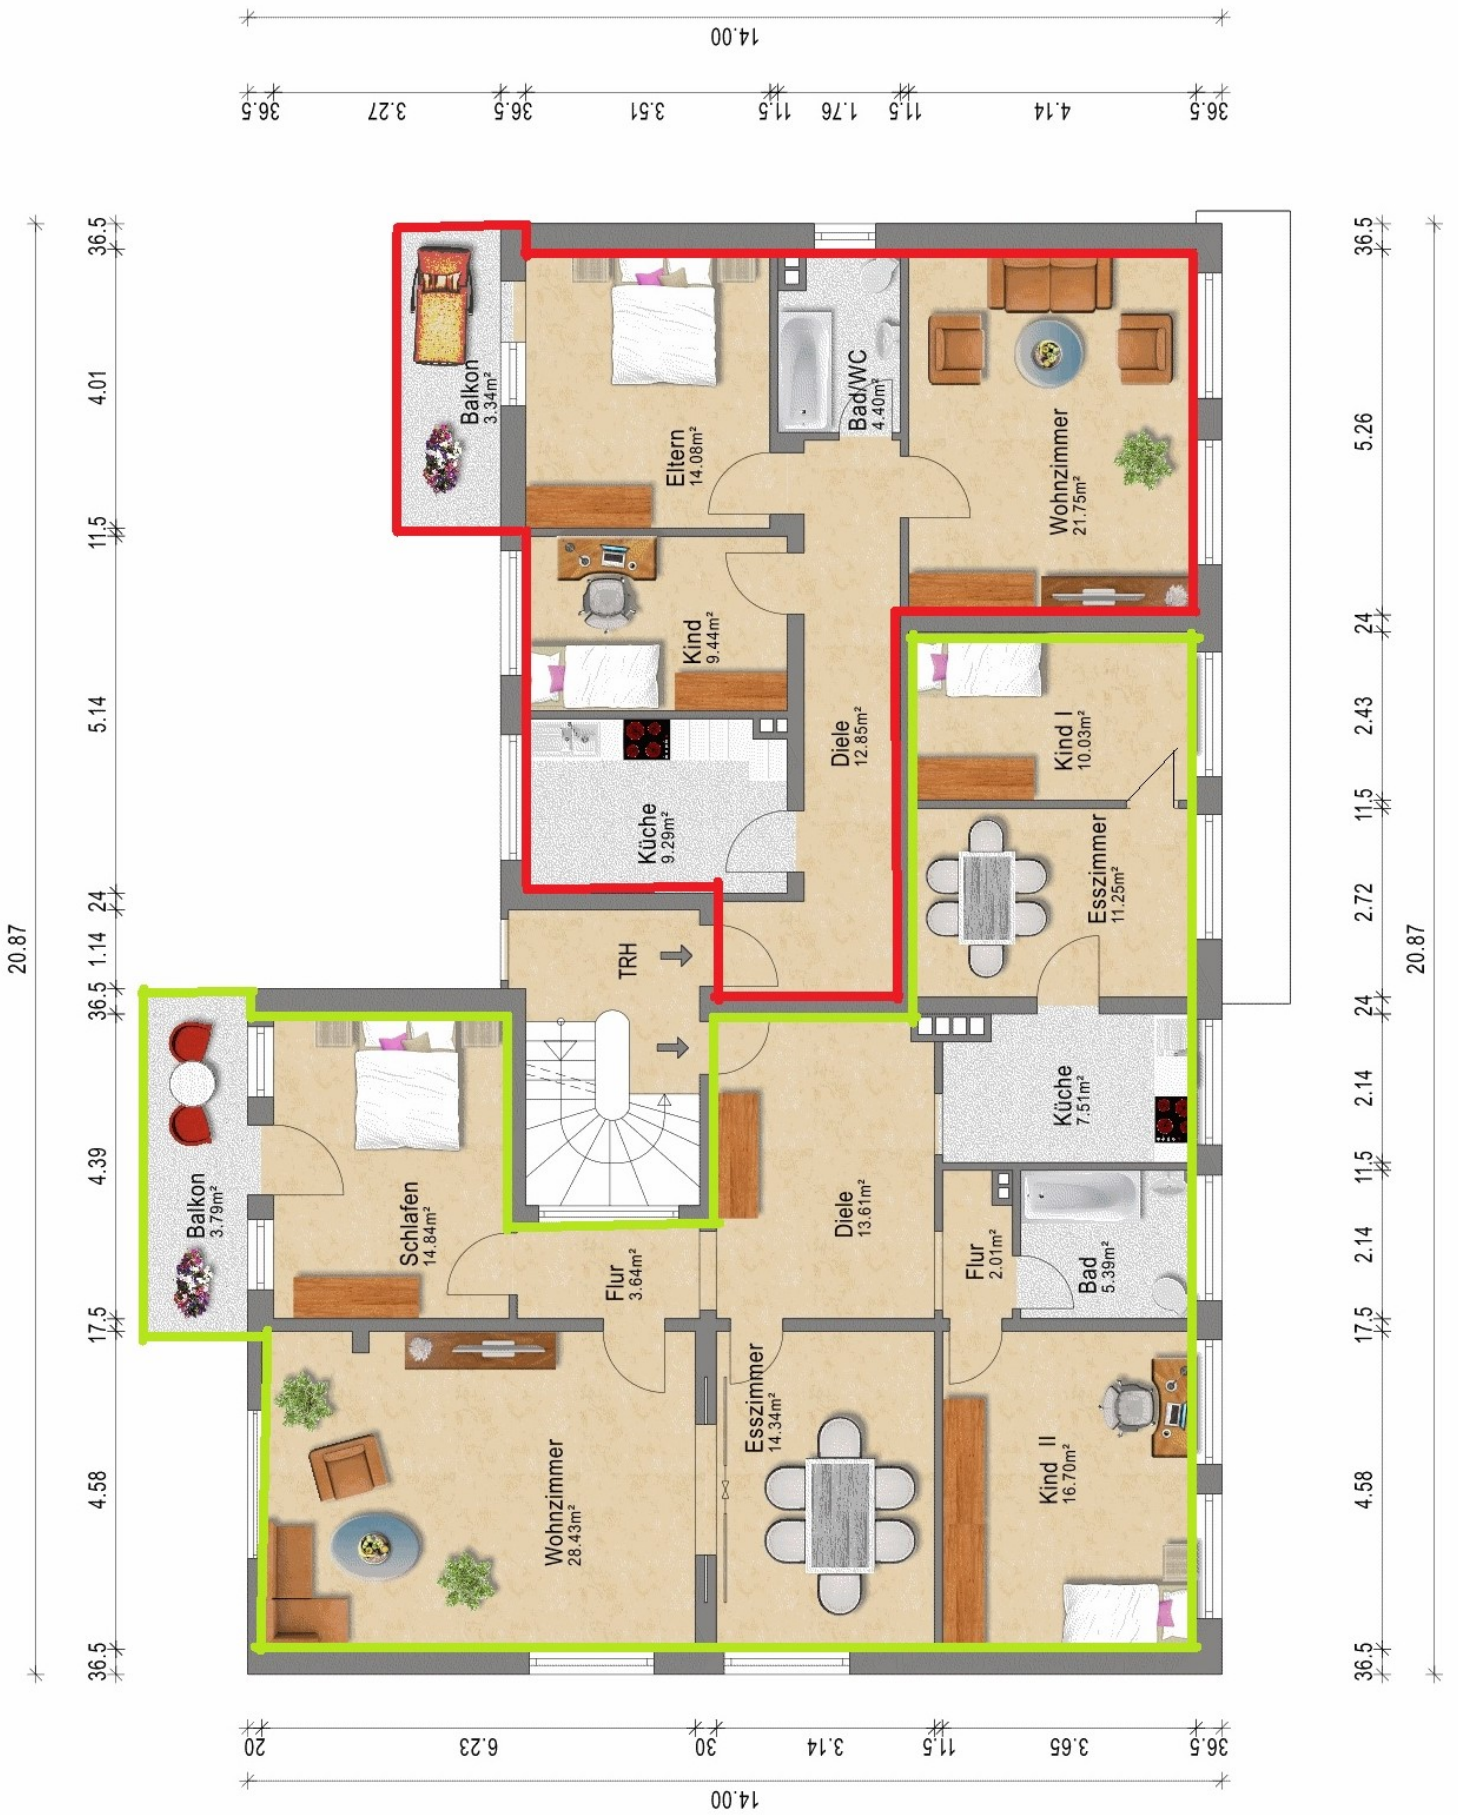 14.00
36.5
3.27
36.5
3.51
11.5
1.76
11.5
4.14
36.5
20.87
36.5
4.01
11.5
5.14
24
1.14
36.5
4.39
17.5
4.58
36.5
Balkon
3.34m²
Eltern
14.08m²
Bad/WC
4.40m²
Wohnzimmer
21.75m²
Kind
9.44m²
Küche
9.29m²
Diele
12.85m²
Kind I
10.03m²
Esszimmer
11.25m²
TRH
Balkon
3.79m²
Schlafen
14.84m²
Flur
3.64m²
Diele
13.61m²
Küche
7.51m²
Flur
2.01m²
Bad
5.39m²
Wohnzimmer
28.43m²
Esszimmer
14.34m²
Kind II
16.70m²
36.5
5.26
24
2.43
11.5
2.72
24
2.14
11.5
2.14
17.5
4.58
36.5
20.87
20
6.23
30
3.14
11.5
3.65
36.5
14.00